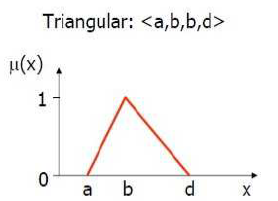 Triangular: <a,b,b,d>
μ(x)
1
0
a b d x